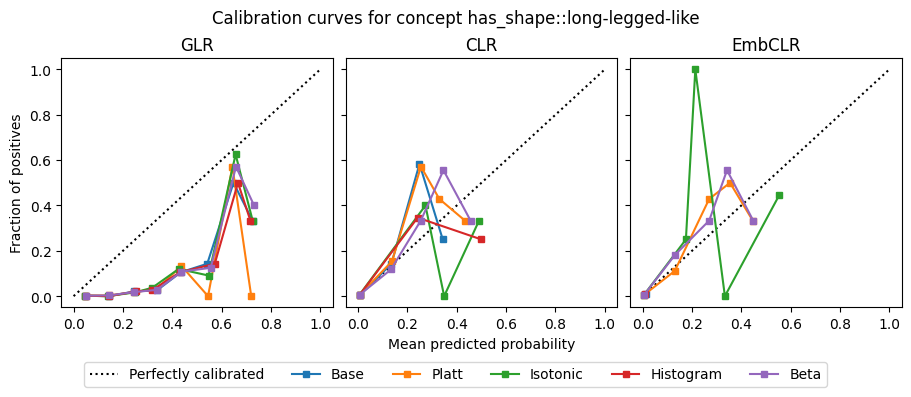 Calibration curves for concept has_shape::long-legged-like
GLR
CLR
EmbCLR
Fraction of positives
1.0
0.8
0.6
0.4
0.2
0.0
0.0 0.2 0.4 0.6 0.8 1.0
0.0 0.2 0.4 0.6 0.8 1.0
0.0 0.2 0.4 0.6 0.8 1.0
Mean predicted probability
Perfectly calibrated Base Platt Isotonic Histogram Beta